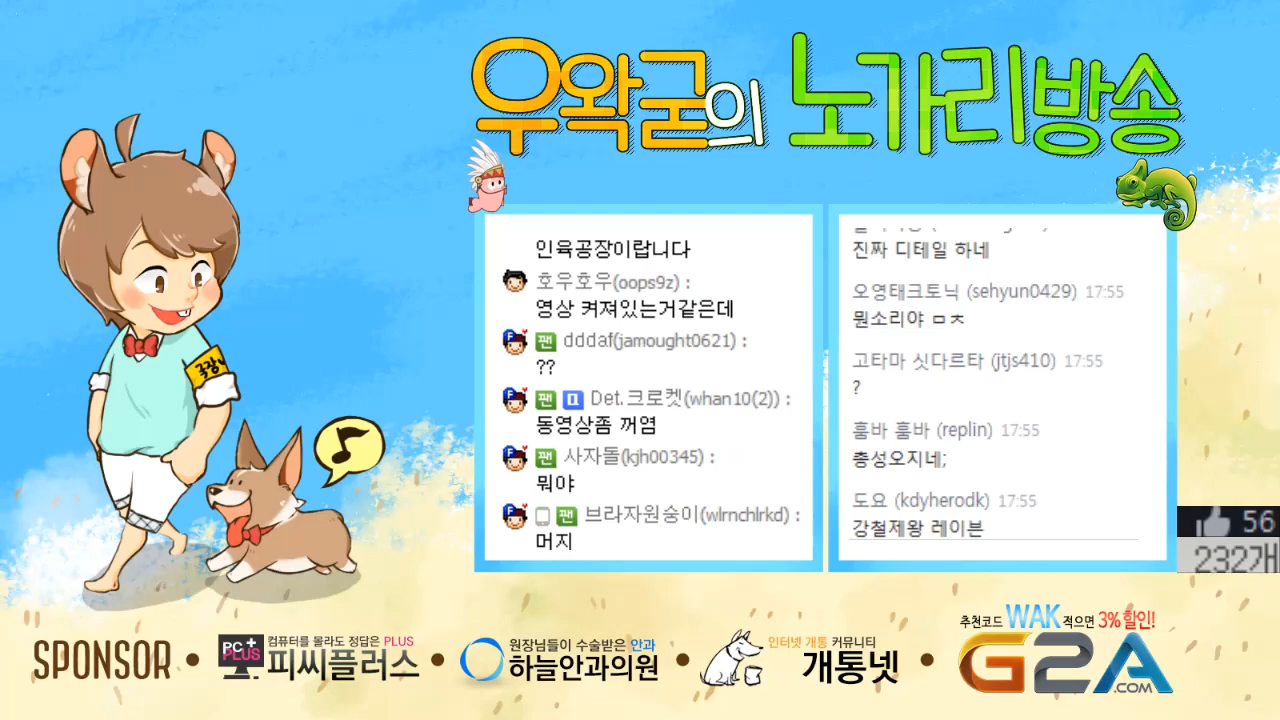 우왁굳의 노가리방송
국장님
인육공장이랍니다
호우호우(oops9z) :
영상 켜져있는거같은데
팬 dddaf(jamought0621) :
??
팬 Det.크로켓(whan10(2)) :
동영상좀 꺼염
팬 사자돌(kjh00345) :
뭐야
팬 브라자원숭이(wlrnchlrkd) :
머지
진짜 디테일 하네
오영태크토닉 (sehyun0429) 17:55
뭔소리야 ㅁㅊ
고타마 싯다르타 (jtjs410) 17:55
?
훔바 훔바 (replin) 17:55
총성오지네;
도요 (kdyherodk) 17:55
강철제왕 레이븐
56
232개
SPONSOR
PC+ PLUS
컴퓨터를 몰라도 정답은 PLUS
피씨플러스
원장님들이 수술받은 안과
하늘안과의원
인터넷 개통 커뮤니티
개통넷
추천코드 WAK 적으면 3% 할인!
G2A
.COM